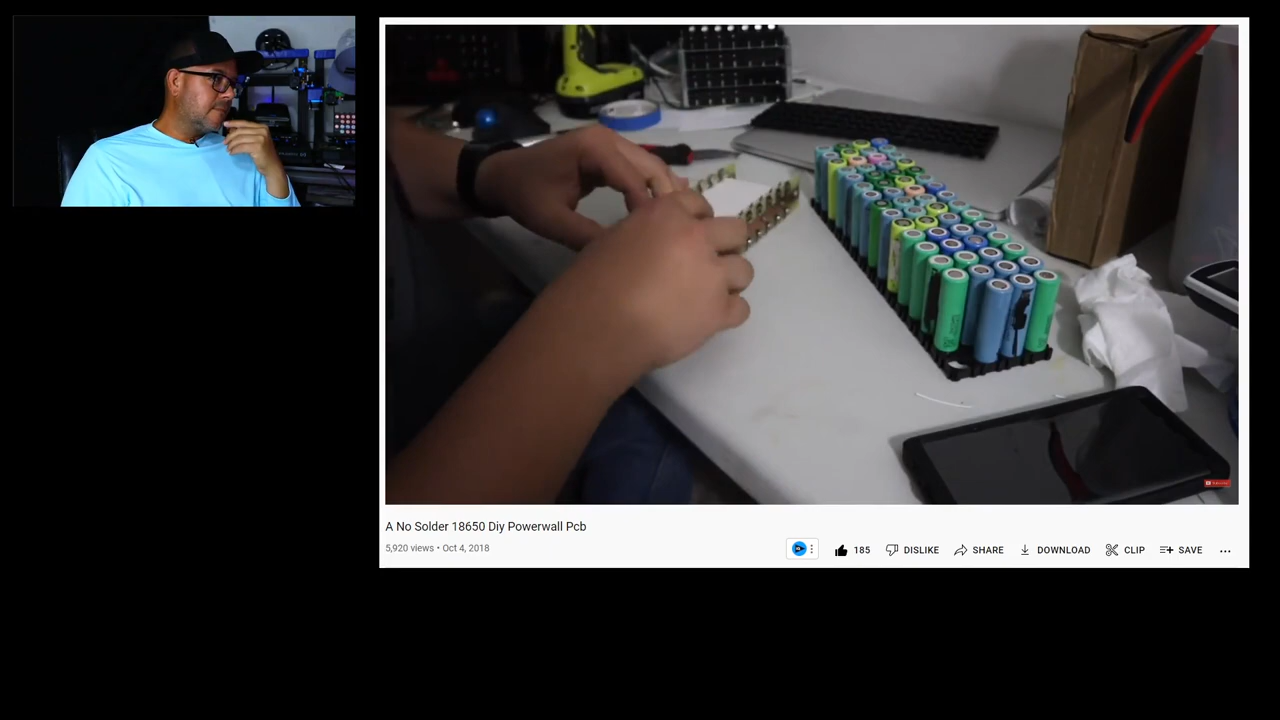 A No Solder 18650 Diy Powerwall Pcb
5,920 views • Oct 4, 2018
185 DISLIKE SHARE DOWNLOAD CLIP SAVE